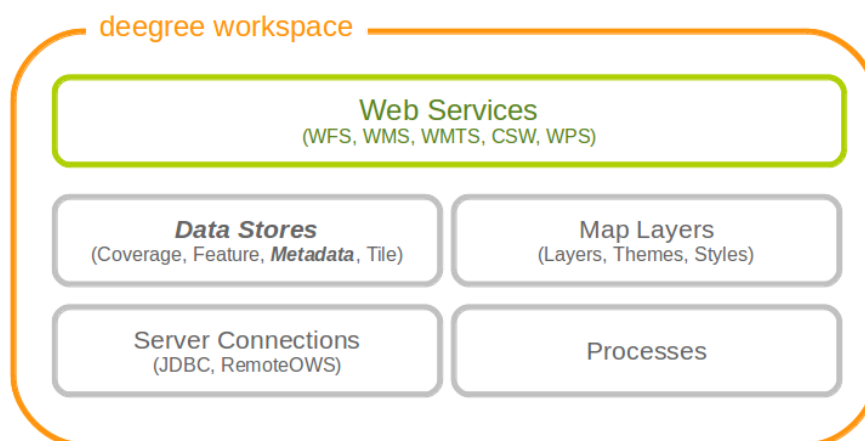 deegree workspace
Web Services
(WFS, WMS, WMTS, CSW, WPS)
Data Stores
(Coverage, Feature, Metadata, Tile)
Map Layers
(Layers, Themes, Styles)
Server Connections
(JDBC, RemoteOWS)
Processes